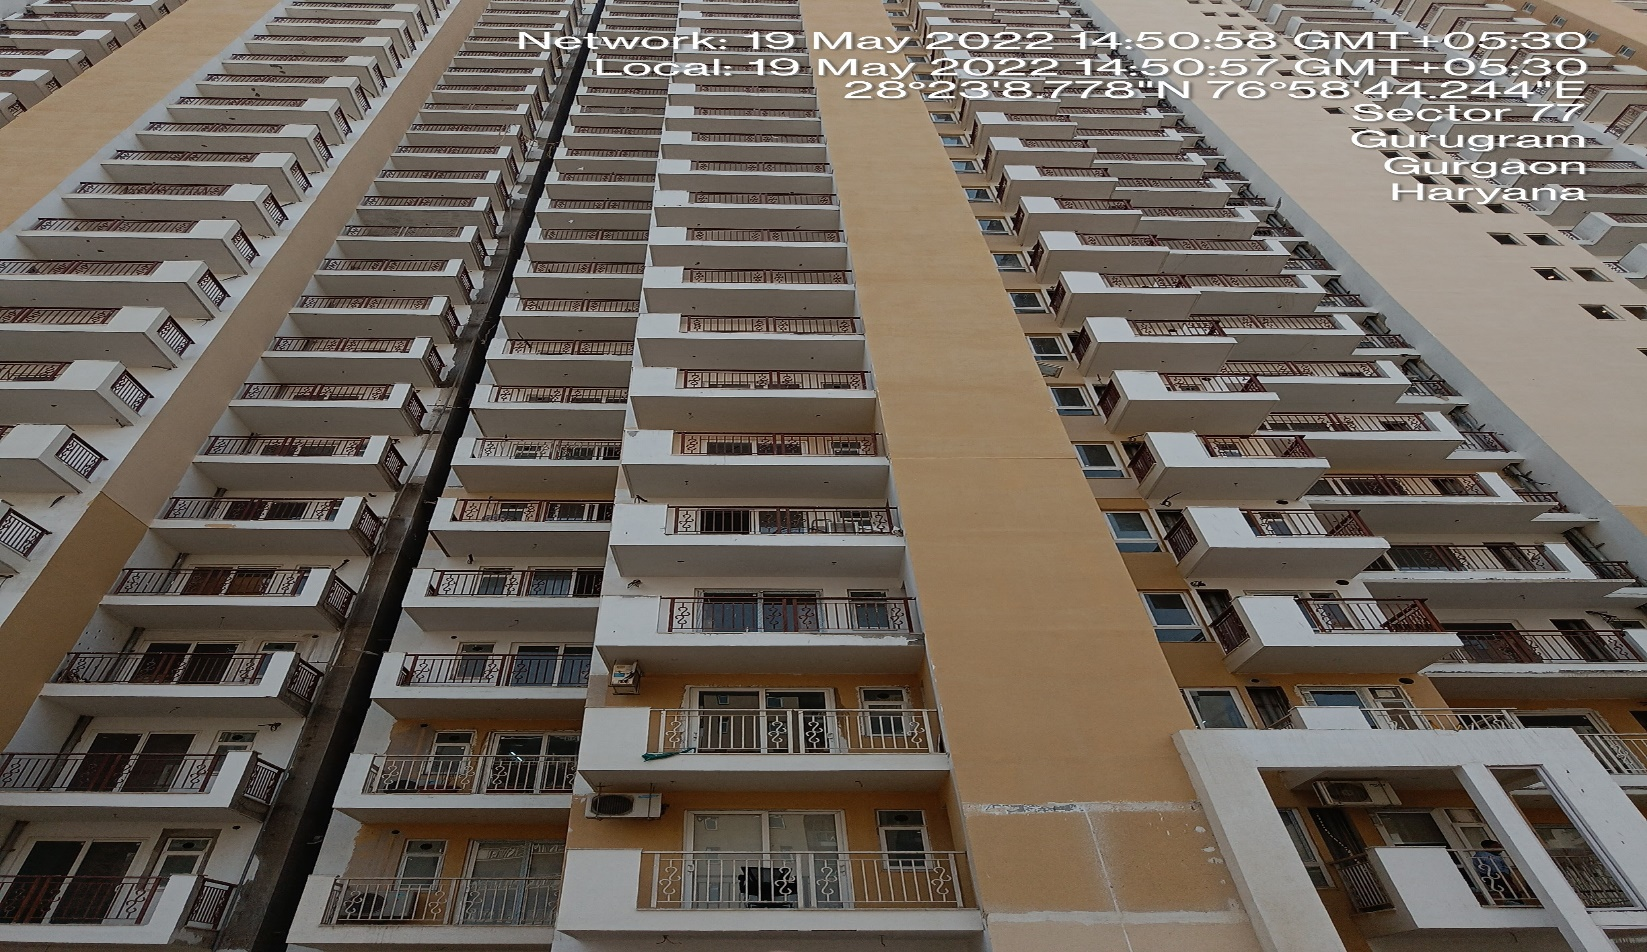 Network: 19 May 2022 14:50:58 GMT+05:30
Local: 19 May 2022 14:50:57 GMT+05:30
28°23'8.778"N 76°58'44.244"E
Sector 77
Gurugram
Gurgaon
Haryana